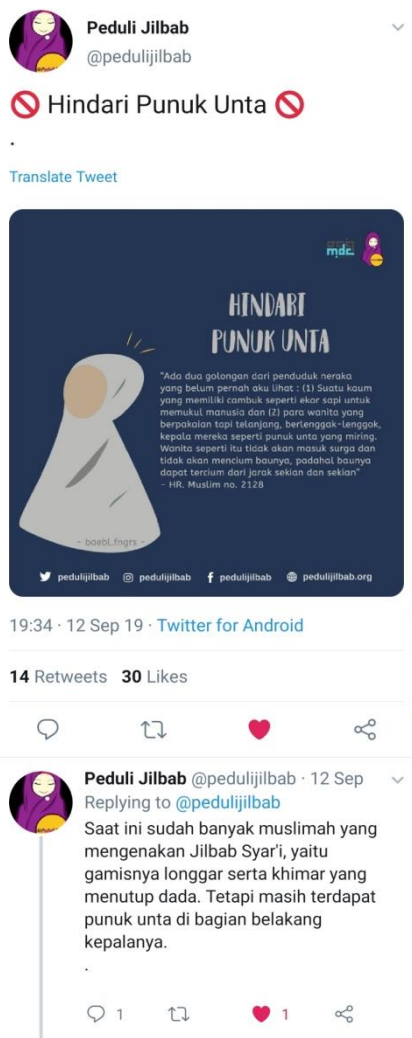 Peduli Jilbab
@pedulijilbab
🚫 Hindari Punuk Unta 🚫
.
Translate Tweet
mdc
HINDARI
PUNUK UNTA
"Ada dua golongan dari penduduk neraka
yang belum pernah aku lihat : (1) Suatu kaum
yang memiliki cambuk seperti ekor sapi untuk
memukul manusia dan (2) para wanita yang
berpakaian tapi telanjang, berlenggak-lenggok,
kepala mereka seperti punuk unta yang miring.
Wanita seperti itu tidak akan masuk surga dan
tidak akan mencium baunya, padahal baunya
dapat tercium dari jarak sekian dan sekian"
- HR. Muslim no. 2128
- baebl_fngrs -
pedulijilbab pedulijilbab pedulijilbab pedulijilbab.org
19:34 · 12 Sep 19 · Twitter for Android
14 Retweets 30 Likes
Peduli Jilbab @pedulijilbab · 12 Sep
Replying to @pedulijilbab
Saat ini sudah banyak muslimah yang
mengenakan Jilbab Syar'i, yaitu
gamisnya longgar serta khimar yang
menutup dada. Tetapi masih terdapat
punuk unta di bagian belakang
kepalanya.
.
1 1